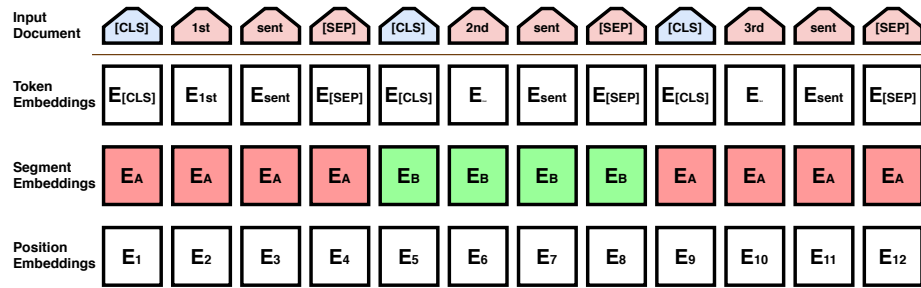 Input Document [CLS] 1st sent [SEP] [CLS] 2nd sent [SEP] [CLS] 3rd sent [SEP]
Token Embeddings E[CLS] E1st Esent E[SEP] E[CLS] E.. Esent E[SEP] E[CLS] E.. Esent E[SEP]
Segment Embeddings EA EA EA EA EB EB EB EB EA EA EA EA
Position Embeddings E1 E2 E3 E4 E5 E6 E7 E8 E9 E10 E11 E12